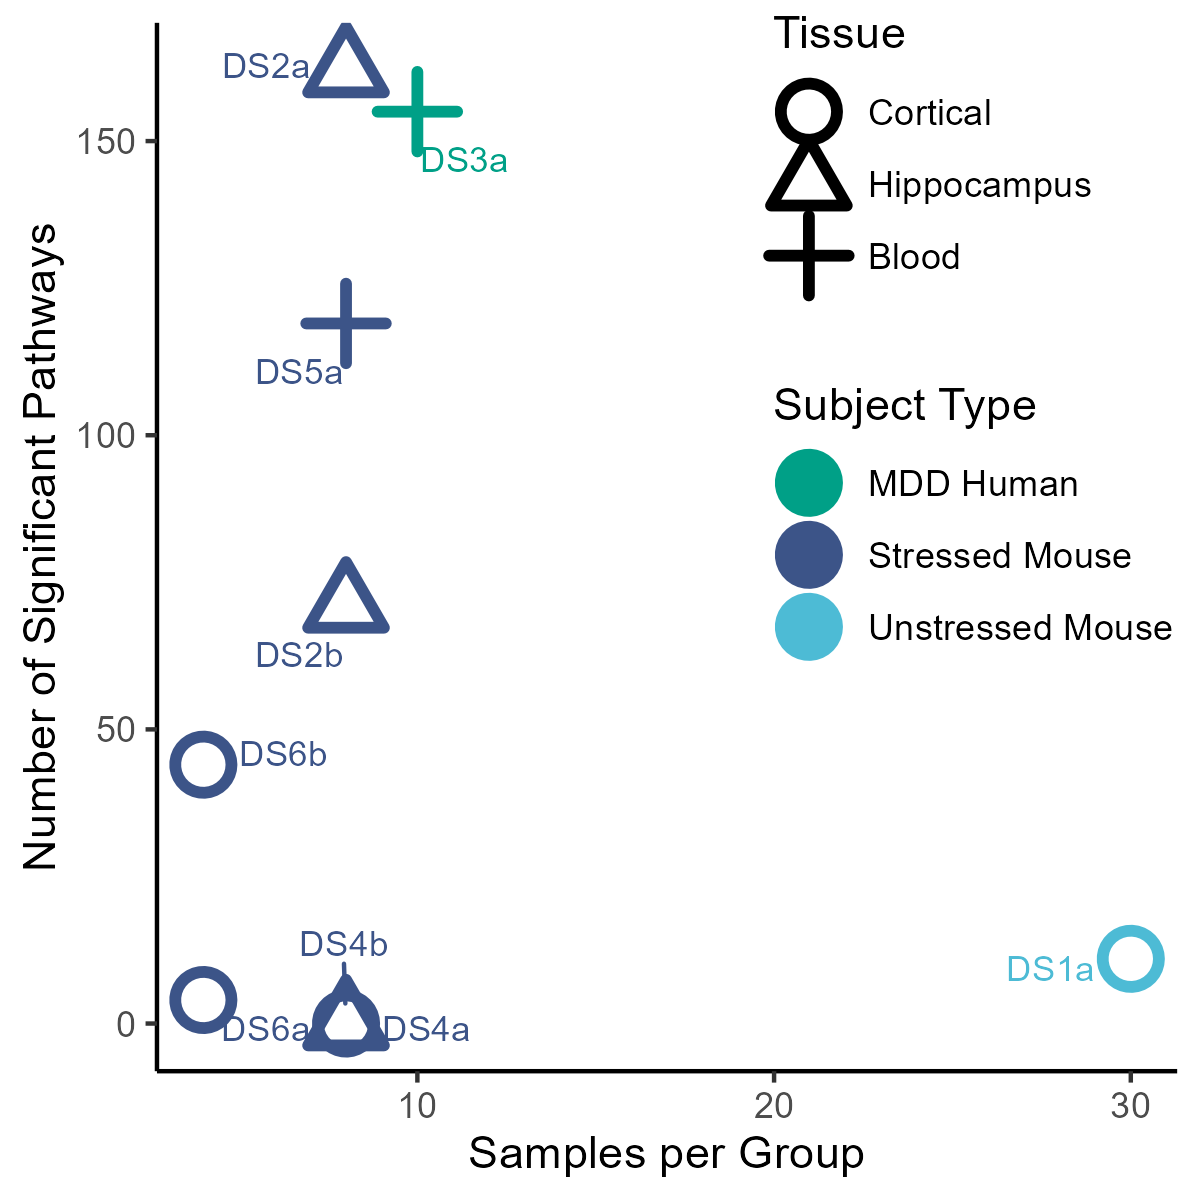 Tissue
Cortical
Hippocampus
Blood
Subject Type
MDD Human
Stressed Mouse
Unstressed Mouse
Number of Significant Pathways
150
100
50
0
DS2a
DS3a
DS5a
DS2b
DS6b
DS4b
DS6a
DS4a
DS1a
10
20
30
Samples per Group